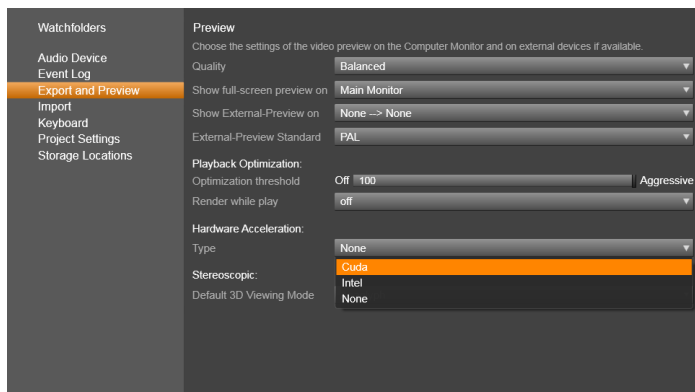 Watchfolders
Audio Device
Event Log
Export and Preview
Import
Keyboard
Project Settings
Storage Locations
Preview
Choose the settings of the video preview on the Computer Monitor and on external devices if available.
Quality Balanced
Show full-screen preview on Main Monitor
Show External-Preview on None --> None
External-Preview Standard PAL
Playback Optimization:
Optimization threshold Off 100 Aggressive
Render while play off
Hardware Acceleration:
Type None
Cuda
Intel
None
Stereoscopic:
Default 3D Viewing Mode